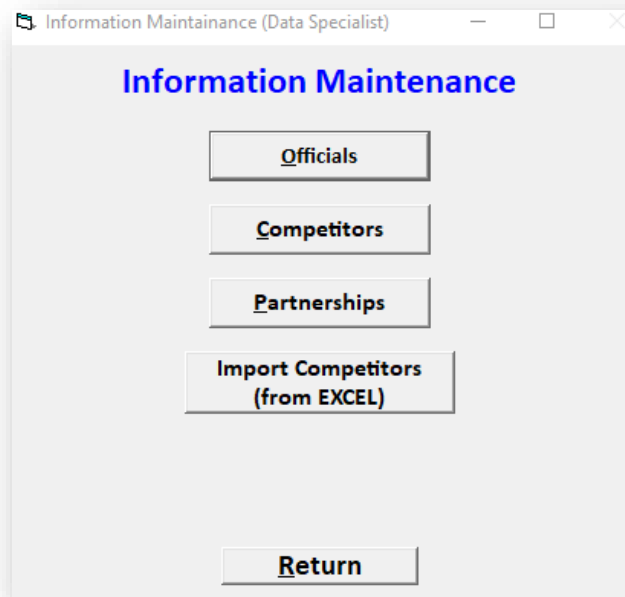 Information Maintainance (Data Specialist)
Information Maintenance
Officials
Competitors
Partnerships
Import Competitors
(from EXCEL)
Return